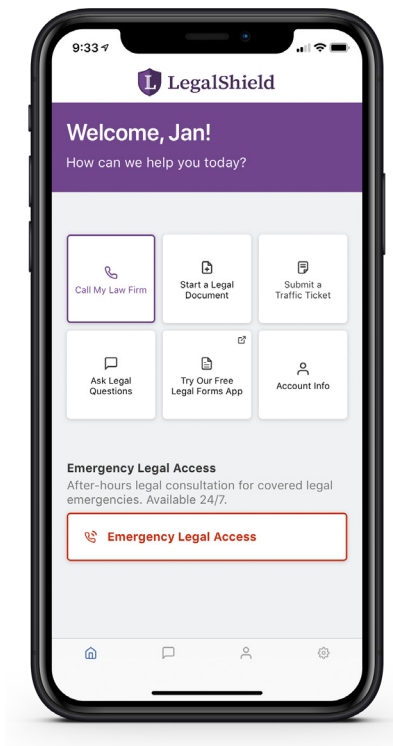 9:33
LegalShield
Welcome, Jan!
How can we help you today?
Call My Law Firm
Start a Legal
Document
Submit a
Traffic Ticket
Ask Legal
Questions
Try Our Free
Legal Forms App
Account Info
Emergency Legal Access
After-hours legal consultation for covered legal
emergencies. Available 24/7.
Emergency Legal Access